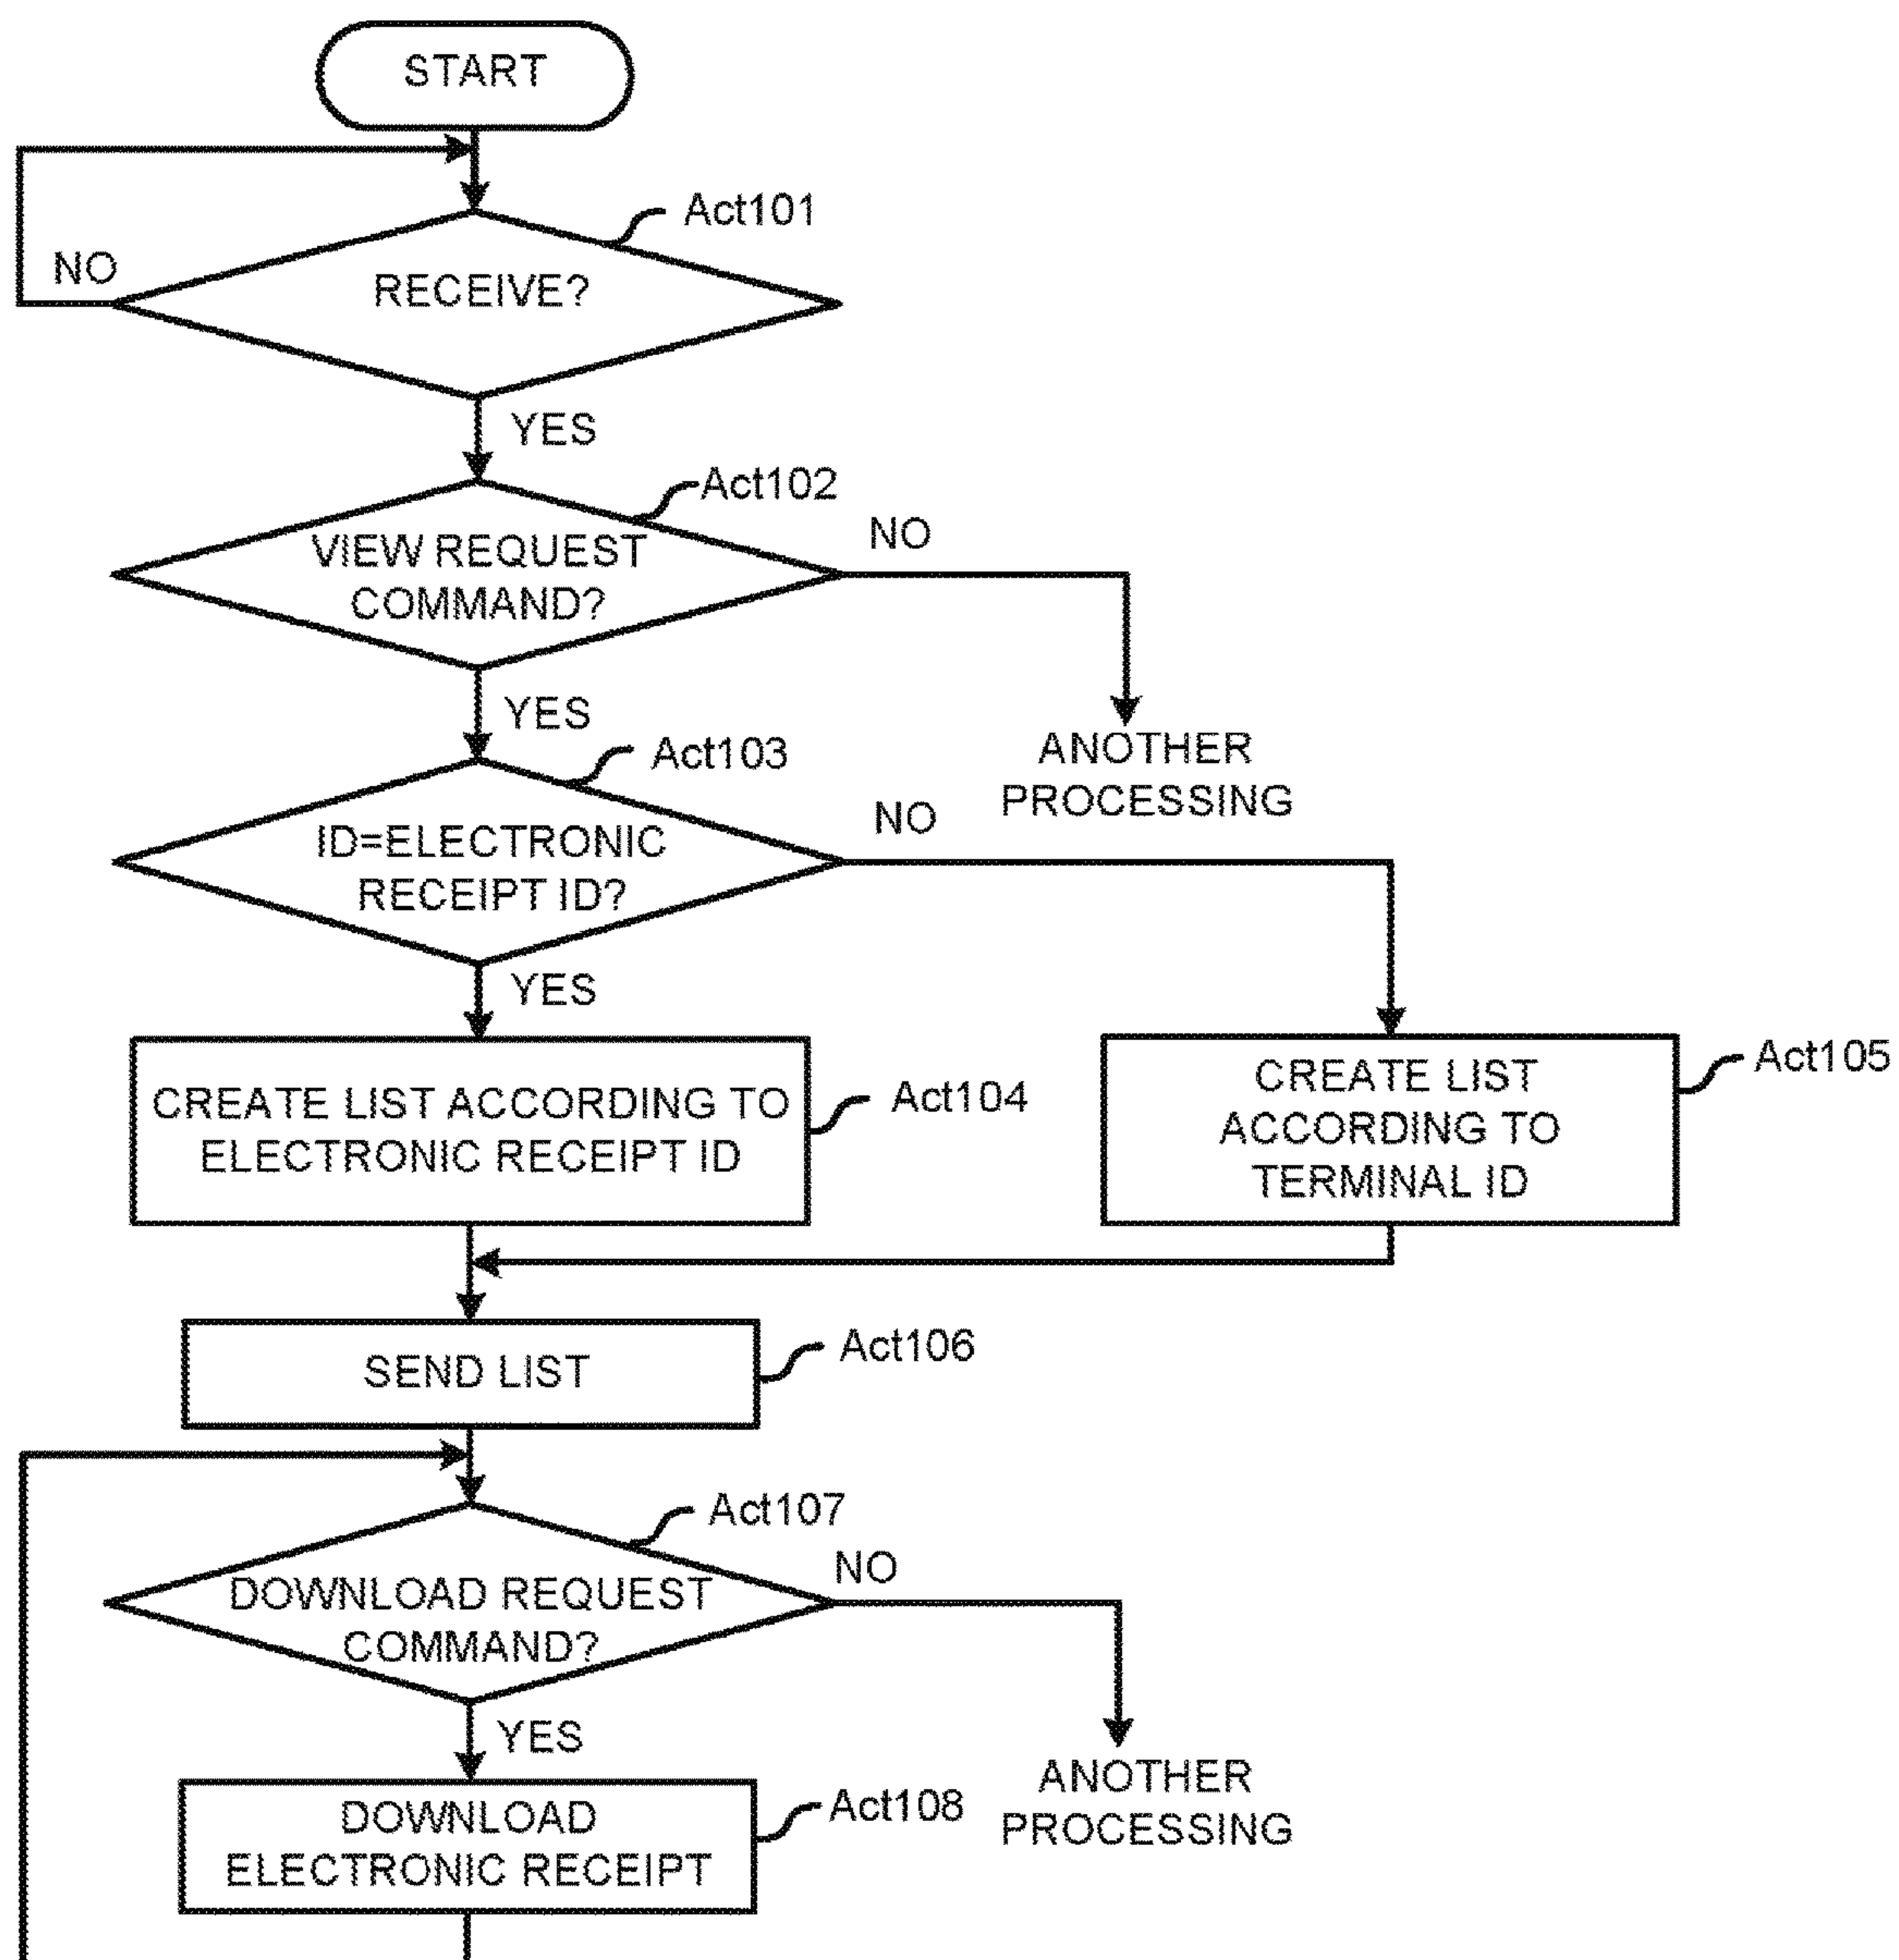 START
Act101
NO
RECEIVE?
YES
Act102
NO
VIEW REQUEST
COMMAND?
YES
ANOTHER
PROCESSING
Act103
NO
ID=ELECTRONIC
RECEIPT ID?
YES
CREATE LIST ACCORDING TO
ELECTRONIC RECEIPT ID
Act104
CREATE LIST
ACCORDING TO
TERMINAL ID
Act105
SEND LIST
Act106
Act107
NO
DOWNLOAD REQUEST
COMMAND?
YES
ANOTHER
PROCESSING
DOWNLOAD
ELECTRONIC RECEIPT
Act108